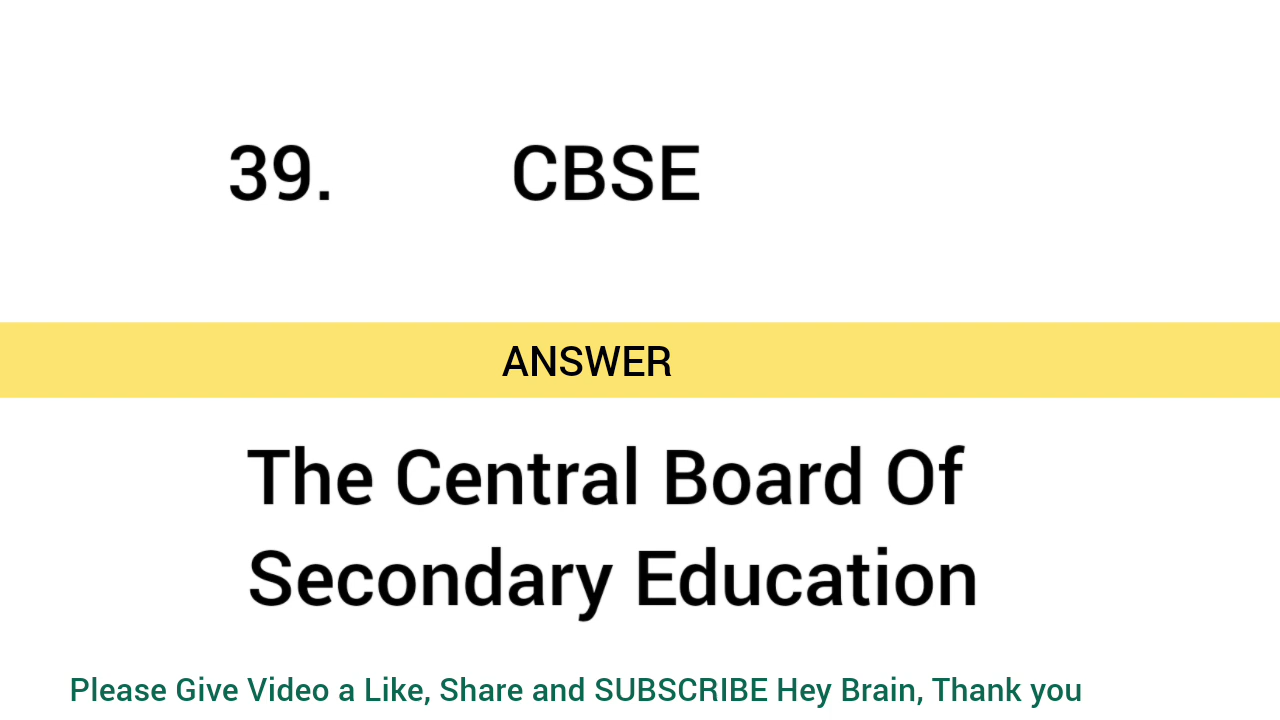 39. CBSE
ANSWER
The Central Board Of
Secondary Education
Please Give Video a Like, Share and SUBSCRIBE Hey Brain, Thank you